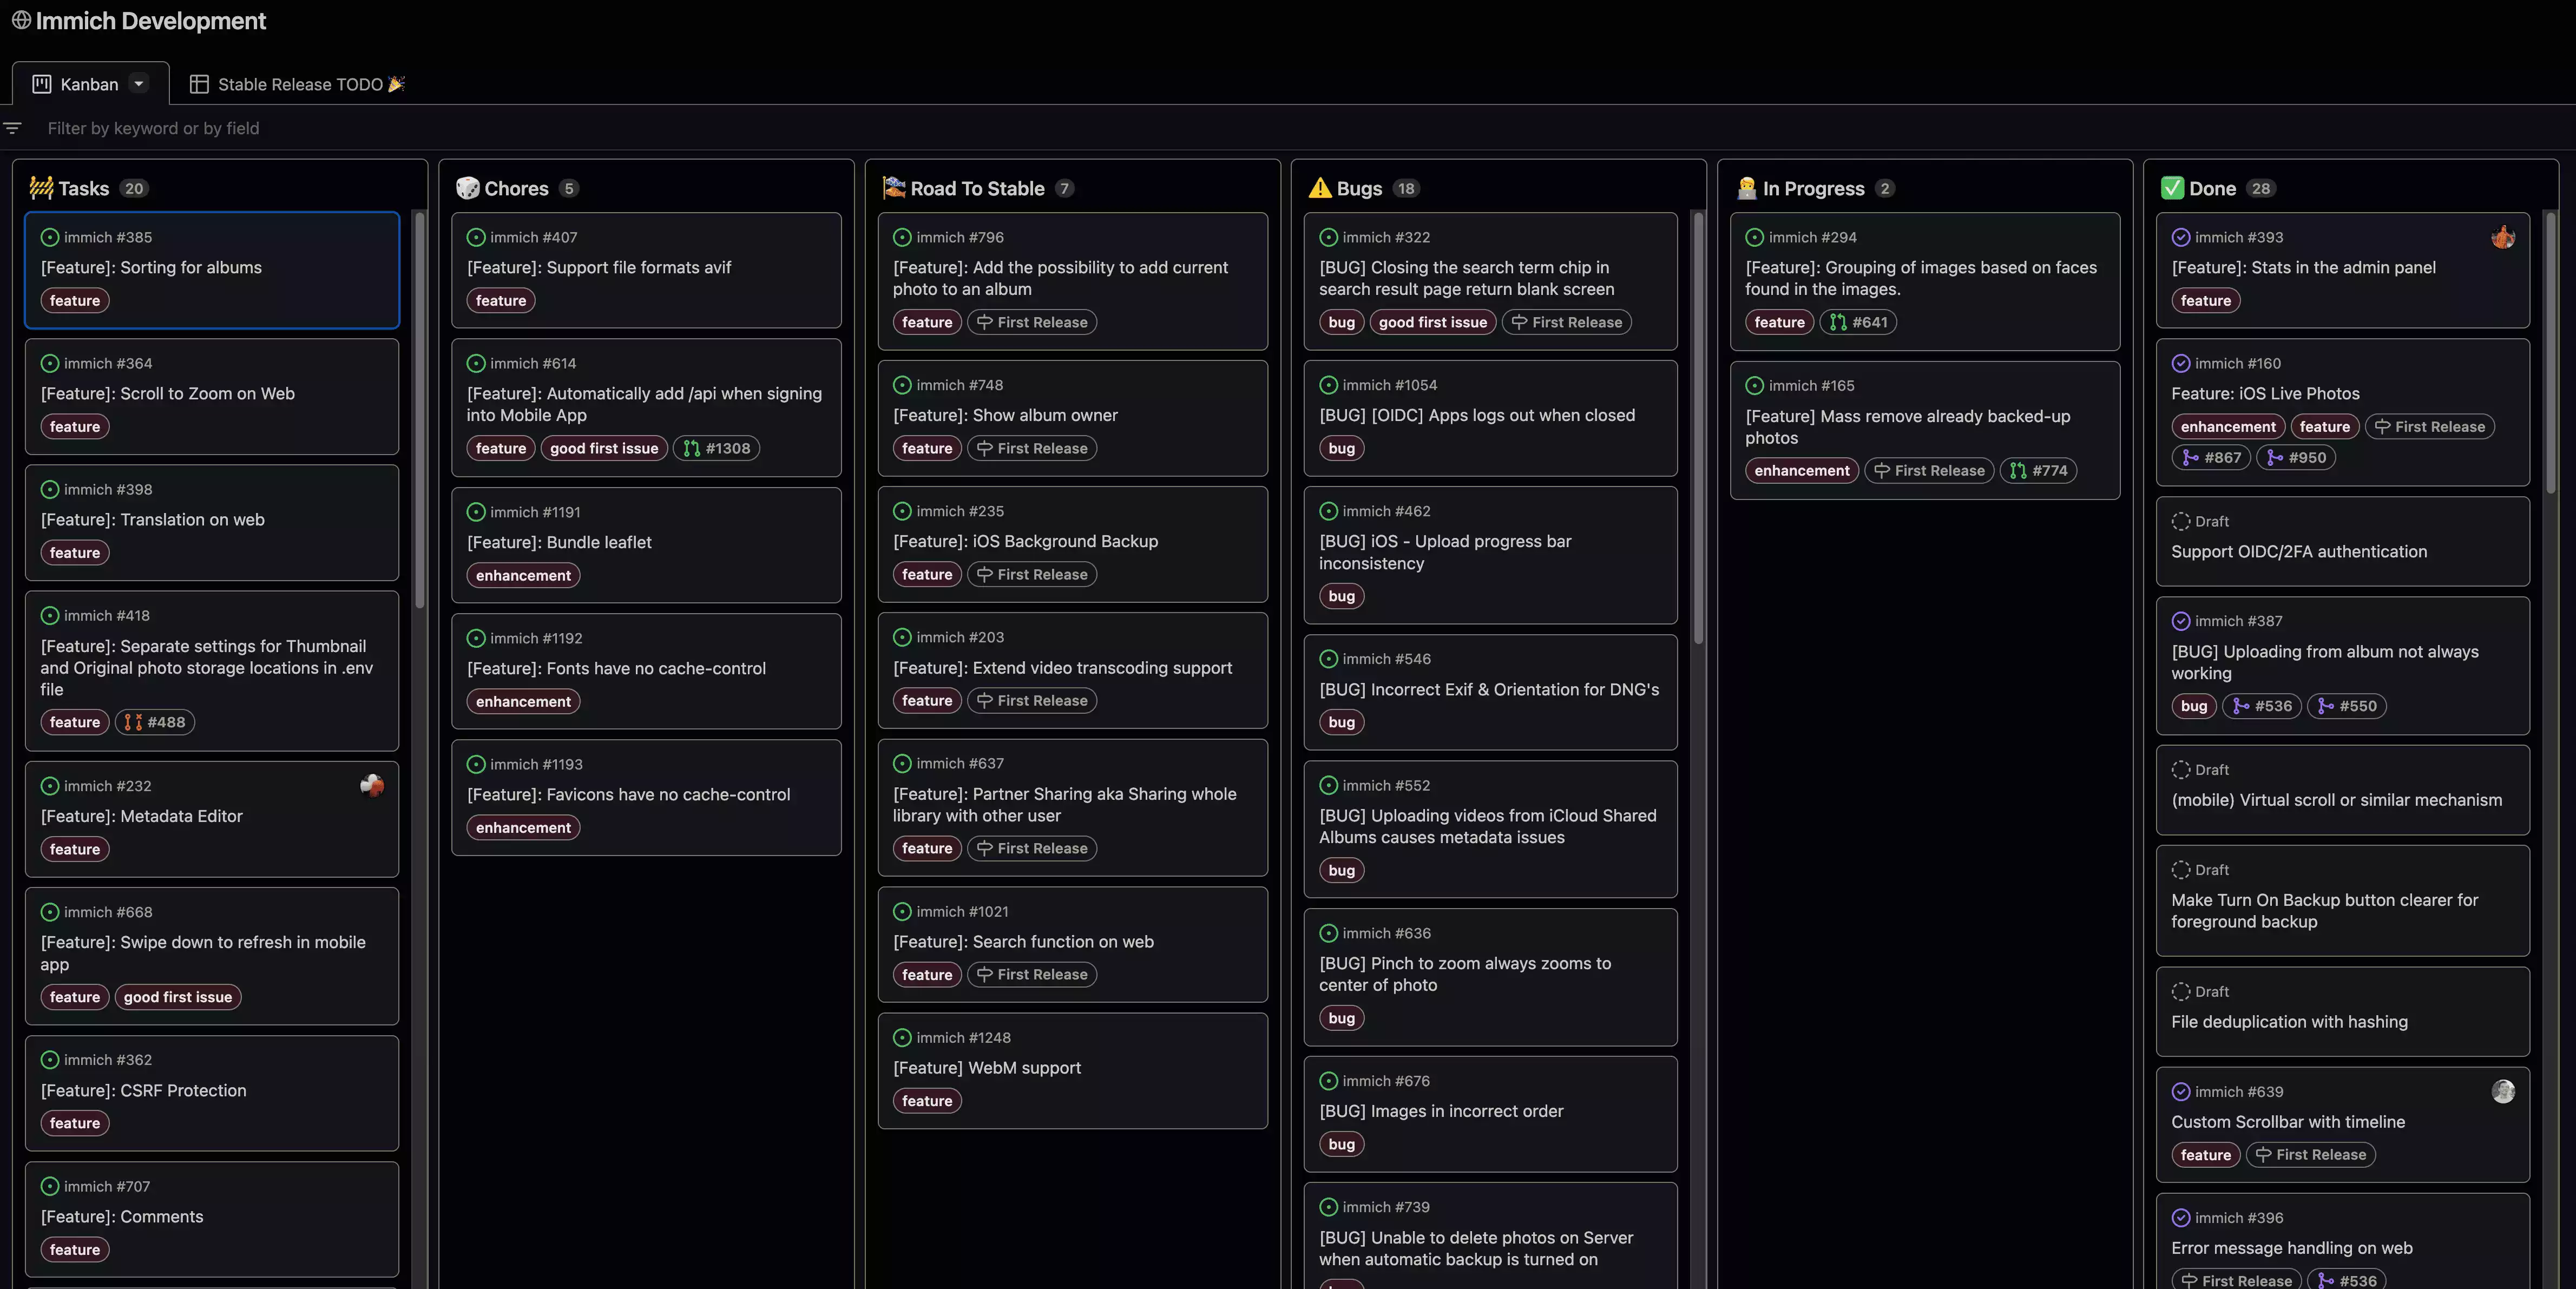 Immich Development
Kanban
Stable Release TODO
Filter by keyword or by field
Tasks 20
immich #385
[Feature]: Sorting for albums
feature
immich #364
[Feature]: Scroll to Zoom on Web
feature
immich #398
[Feature]: Translation on web
feature
immich #418
[Feature]: Separate settings for Thumbnail
and Original photo storage locations in .env
file
feature #488
immich #232
[Feature]: Metadata Editor
feature
immich #668
[Feature]: Swipe down to refresh in mobile
app
feature good first issue
immich #362
[Feature]: CSRF Protection
feature
immich #707
[Feature]: Comments
feature
Chores 5
immich #407
[Feature]: Support file formats avif
feature
immich #614
[Feature]: Automatically add /api when signing
into Mobile App
feature good first issue #1308
immich #1191
[Feature]: Bundle leaflet
enhancement
immich #1192
[Feature]: Fonts have no cache-control
enhancement
immich #1193
[Feature]: Favicons have no cache-control
enhancement
Road To Stable 7
immich #796
[Feature]: Add the possibility to add current
photo to an album
feature First Release
immich #748
[Feature]: Show album owner
feature First Release
immich #235
[Feature]: iOS Background Backup
feature First Release
immich #203
[Feature]: Extend video transcoding support
feature First Release
immich #637
[Feature]: Partner Sharing aka Sharing whole
library with other user
feature First Release
immich #1021
[Feature]: Search function on web
feature First Release
immich #1248
[Feature] WebM support
feature
Bugs 18
immich #322
[BUG] Closing the search term chip in
search result page return blank screen
bug good first issue First Release
immich #1054
[BUG] [OIDC] Apps logs out when closed
bug
immich #462
[BUG] iOS - Upload progress bar
inconsistency
bug
immich #546
[BUG] Incorrect Exif & Orientation for DNG's
bug
immich #552
[BUG] Uploading videos from iCloud Shared
Albums causes metadata issues
bug
immich #636
[BUG] Pinch to zoom always zooms to
center of photo
bug
immich #676
[BUG] Images in incorrect order
bug
immich #739
[BUG] Unable to delete photos on Server
when automatic backup is turned on
In Progress 2
immich #294
[Feature]: Grouping of images based on faces
found in the images.
feature #641
immich #165
[Feature] Mass remove already backed-up
photos
enhancement First Release #774
Done 28
immich #393
[Feature]: Stats in the admin panel
feature
immich #160
Feature: iOS Live Photos
enhancement feature First Release
#867 #950
Draft
Support OIDC/2FA authentication
immich #387
[BUG] Uploading from album not always
working
bug #536 #550
Draft
(mobile) Virtual scroll or similar mechanism
Draft
Make Turn On Backup button clearer for
foreground backup
Draft
File deduplication with hashing
immich #639
Custom Scrollbar with timeline
feature First Release
immich #396
Error message handling on web
First Release #536